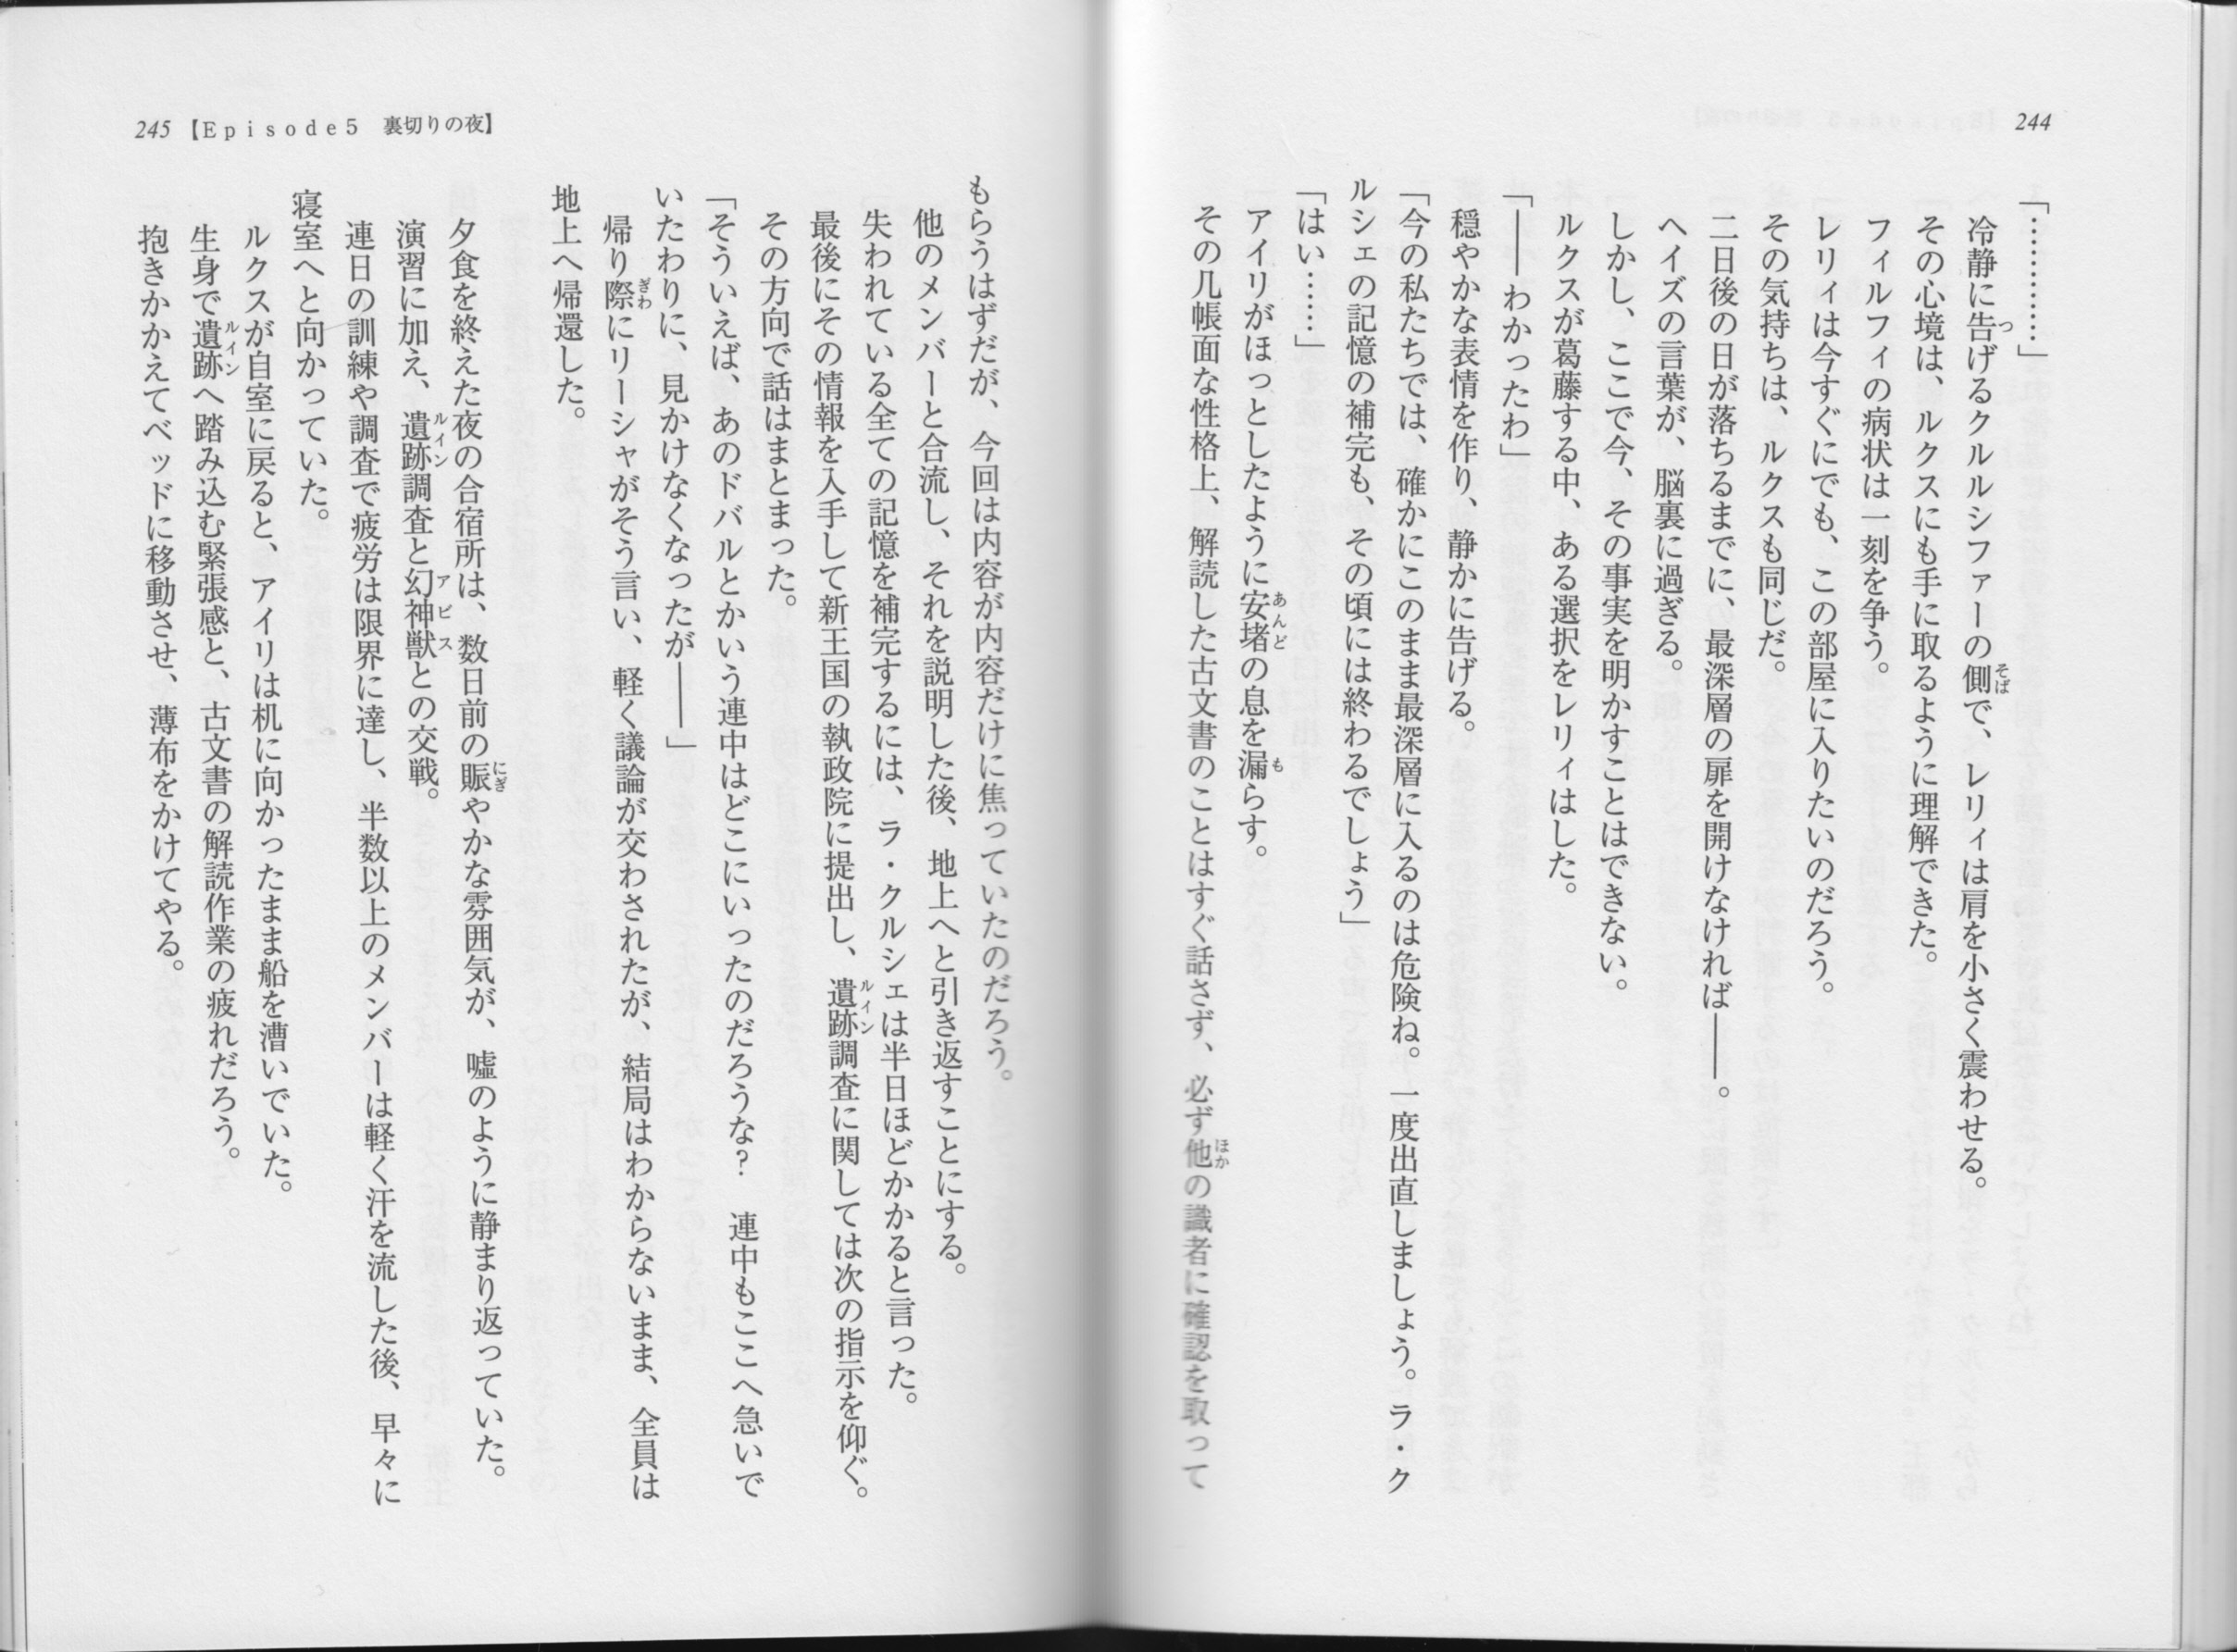 244
「…………」
冷静に告げるクルルシファーの側で、レリィは肩を小さく震わせる。
その心境は、ルクスにも手に取るように理解できた。
フィルフィの病状は一刻を争う。
レリィは今すぐにでも、この部屋に入りたいのだろう。
その気持ちは、ルクスも同じだ。
二日後の日が落ちるまでに、最深層の扉を開けなければ――。
ヘイズの言葉が、脳裏に過ぎる。
しかし、ここで今、その事実を明かすことはできない。
ルクスが葛藤する中、ある選択をレリィはした。
「――わかったわ」
穏やかな表情を作り、静かに告げる。
「今の私たちでは、確かにこのまま最深層に入るのは危険ね。一度出直しましょう。ラ・ク
ルシェの記憶の補完も、その頃には終わるでしょう」
「はい……」
アイリがほっとしたように安堵の息を漏らす。
その几帳面な性格上、解読した古文書のことはすぐ話さず、必ず他の識者に確認を取って
245【Episode5 裏切りの夜】
もらうはずだが、今回は内容が内容だけに焦っていたのだろう。
他のメンバーと合流し、それを説明した後、地上へと引き返すことにする。
失われている全ての記憶を補完するには、ラ・クルシェは半日ほどかかると言った。
最後にその情報を入手して新王国の執政院に提出し、遺跡調査に関しては次の指示を仰ぐ。
その方向で話はまとまった。
「そういえば、あのドバルとかいう連中はどこにいったのだろうな? 連中もここへ急いで
いたわりに、見かけなくなったが――」
帰り際にリーシャがそう言い、軽く議論が交わされたが、結局はわからないまま、全員は
地上へ帰還した。
夕食を終えた夜の合宿所は、数日前の賑やかな雰囲気が、嘘のように静まり返っていた。
演習に加え、遺跡調査と幻神獣との交戦。
連日の訓練や調査で疲労は限界に達し、半数以上のメンバーは軽く汗を流した後、早々に
寝室へと向かっていた。
ルクスが自室に戻ると、アイリは机に向かったまま船を漕いでいた。
生身で遺跡へ踏み込む緊張感と、古文書の解読作業の疲れだろう。
抱きかかえてベッドに移動させ、薄布をかけてやる。